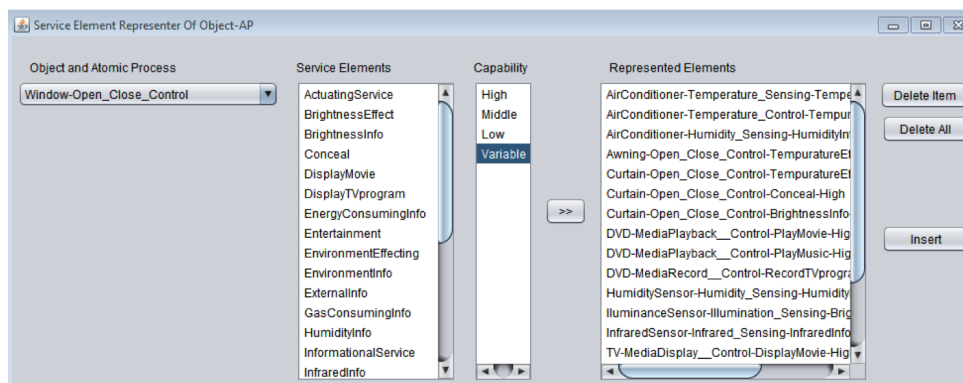 Service Element Representer Of Object-AP
Object and Atomic Process
Window-Open_Close_Control
Service Elements
ActuatingService
BrightnessEffect
BrightnessInfo
Conceal
DisplayMovie
DisplayTVprogram
EnergyConsumingInfo
Entertainment
EnvironmentEffecting
EnvironmentInfo
ExternalInfo
GasConsumingInfo
HumidityInfo
InformationalService
InfraredInfo
Capability
High
Middle
Low
Variable
>>
Represented Elements
AirConditioner-Temperature_Sensing-Tempe
AirConditioner-Temperature_Control-Tempur
AirConditioner-Humidity_Sensing-HumidityIn
Awning-Open_Close_Control-TempuratureEf
Curtain-Open_Close_Control-TempuratureEf
Curtain-Open_Close_Control-Conceal-High
Curtain-Open_Close_Control-BrightnessInfo-
DVD-MediaPlayback__Control-PlayMovie-Hig
DVD-MediaPlayback__Control-PlayMusic-Hig
DVD-MediaRecord__Control-RecordTVprogra
HumiditySensor-Humidity_Sensing-Humidity
IluminanceSensor-Illumination_Sensing-Brig
InfraredSensor-Infrared_Sensing-InfraredInfo
TV-MediaDisplay__Control-DisplayMovie-Hig
Delete Item
Delete All
Insert